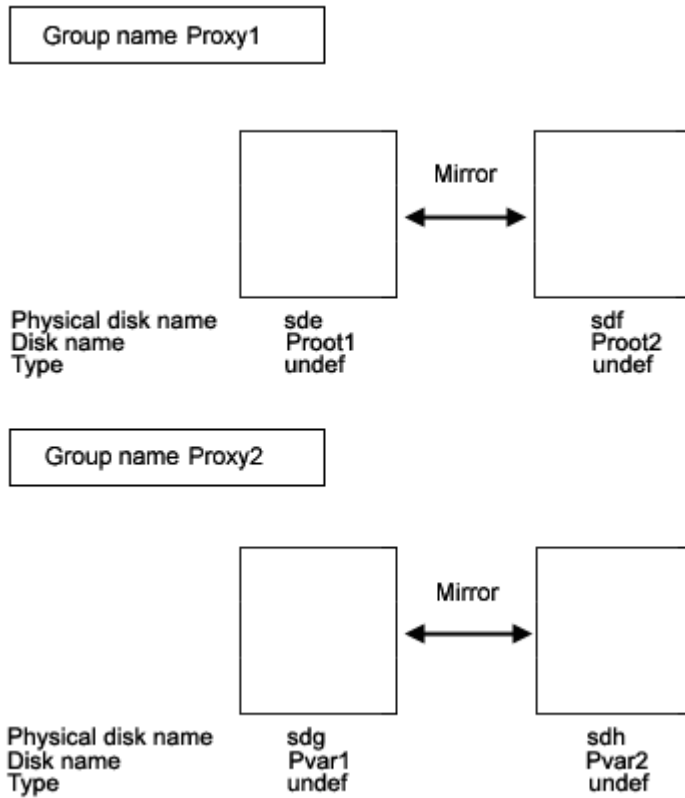 Group name Proxy1
Mirror
Physical disk name sde sdf
Disk name Proot1 Proot2
Type undef undef
Group name Proxy2
Mirror
Physical disk name sdg sdh
Disk name Pvar1 Pvar2
Type undef undef